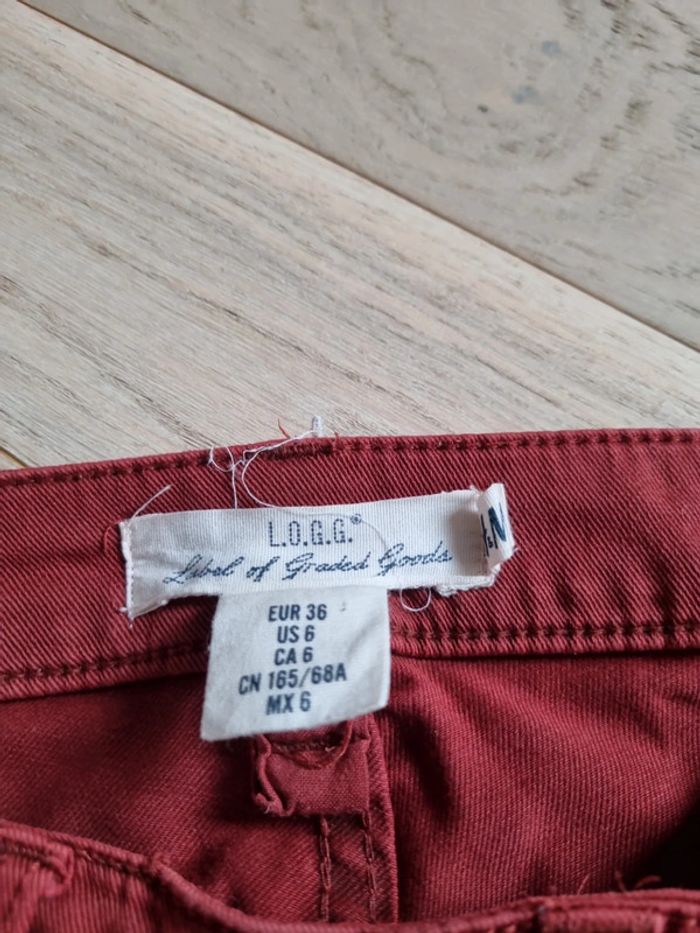 L.O.G.G.®
Label of Graded Goods
EUR 36
US 6
CA 6
CN 165/68A
MX 6